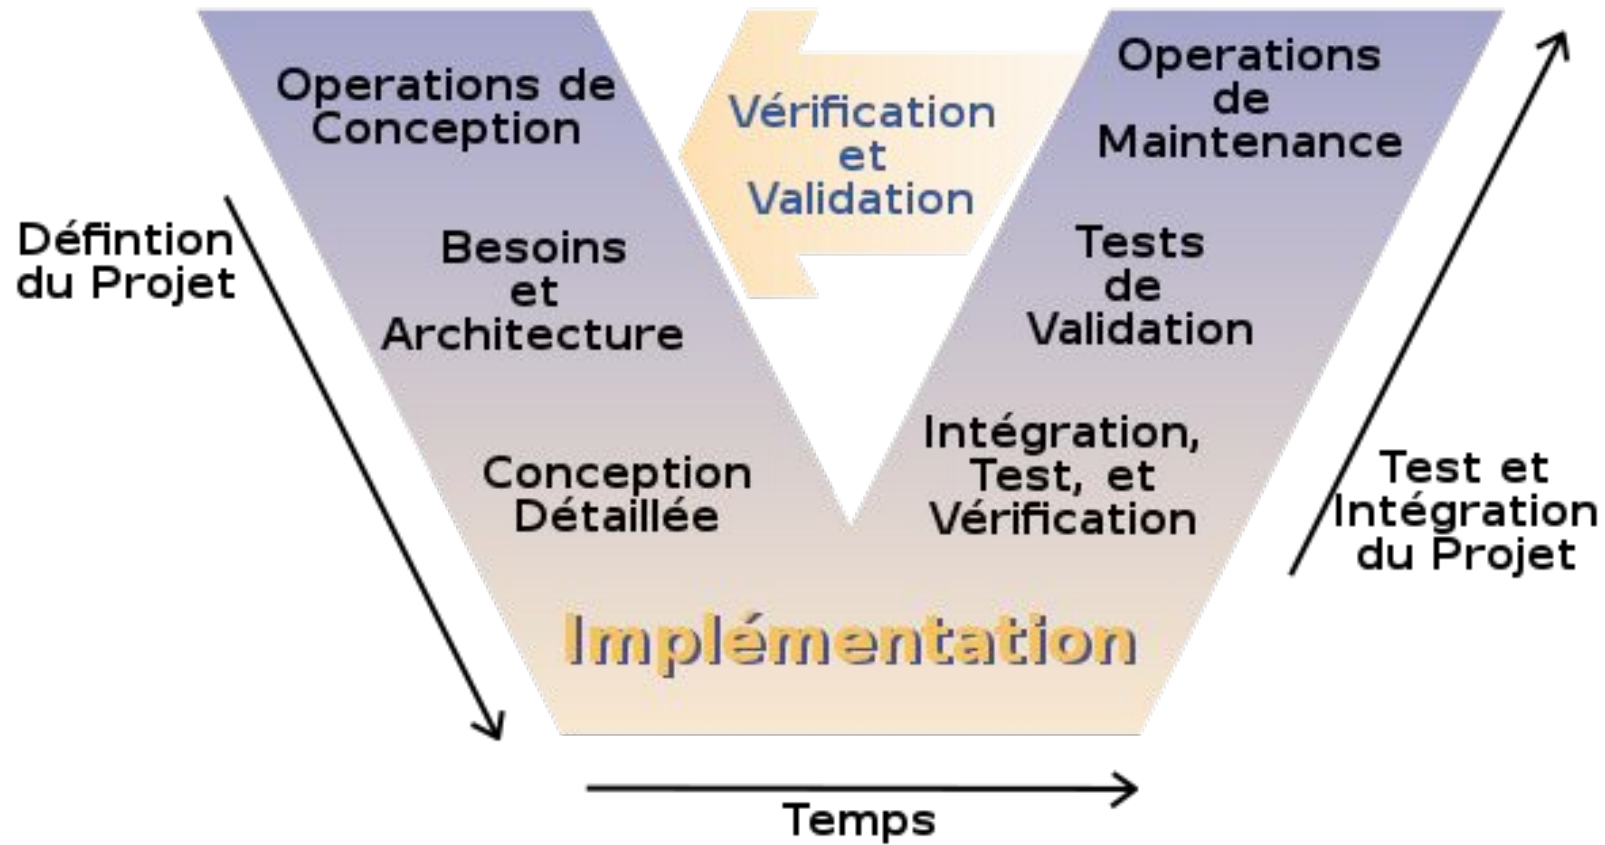 Operations de
Conception
Vérification
et
Validation
Operations
de
Maintenance
Défintion
du Projet
Besoins
et
Architecture
Tests
de
Validation
Conception
Détaillée
Intégration,
Test, et
Vérification
Test et
Intégration
du Projet
Implémentation
Temps